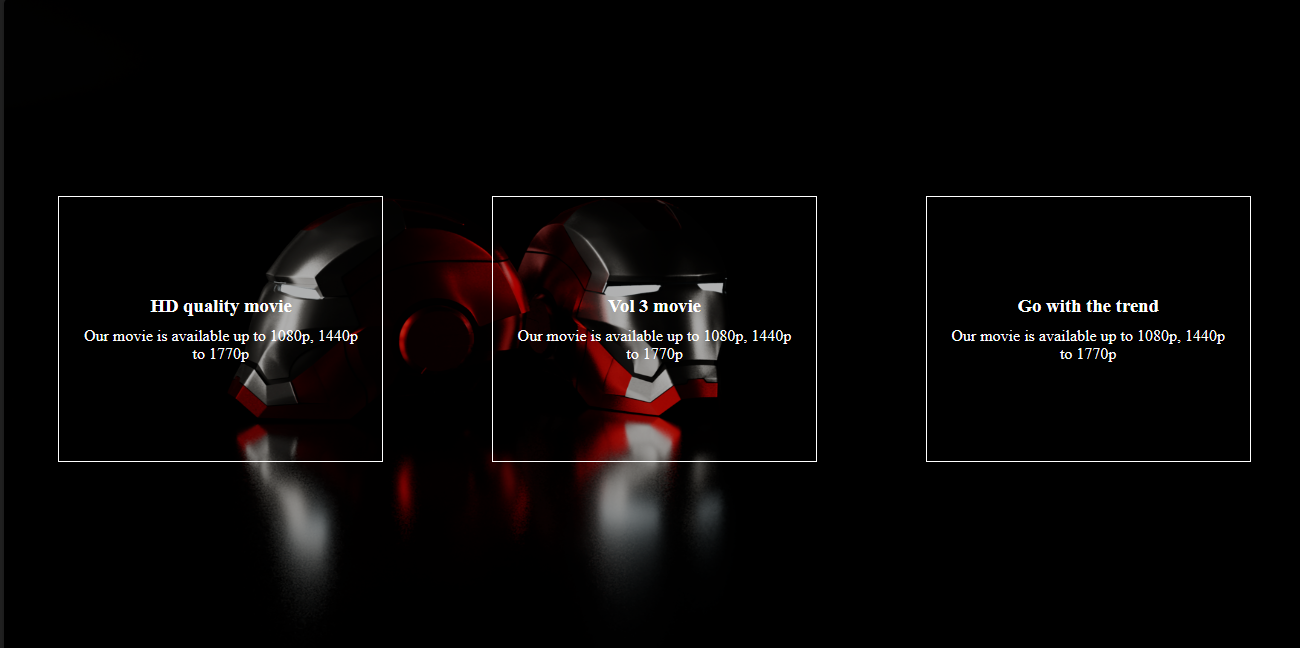 HD quality movie
Our movie is available up to 1080p, 1440p
to 1770p
Vol 3 movie
Our movie is available up to 1080p, 1440p
to 1770p
Go with the trend
Our movie is available up to 1080p, 1440p
to 1770p